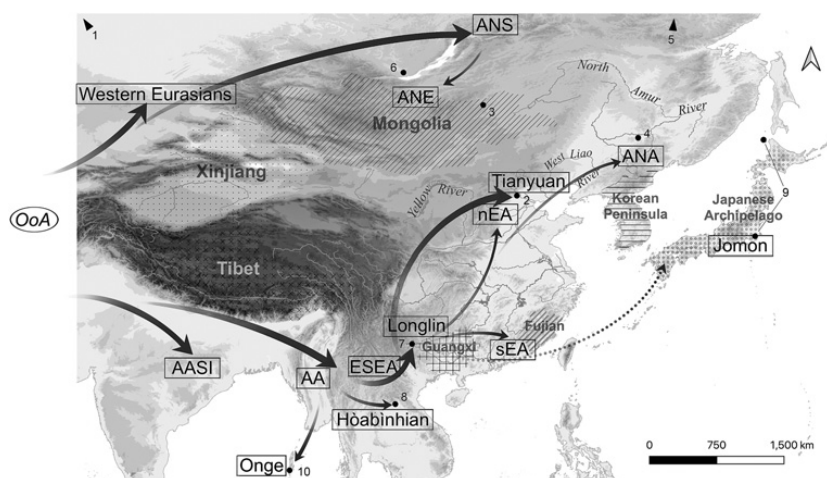 1
ANS
5
6
North
Amur
River
Western Eurasians
ANE
3
Mongolia
4
West Liao
River
ANA
Xinjiang
Tianyuan
2
Yellow River
nEA
Korean
Peninsula
Japanese
Archipelago
9
OoA
Jomon
Tibet
Longlin
7
Guangxi
Fujian
sEA
AASI
AA
ESEA
8
Hòabìnhian
Onge
10
0 750 1,500 km